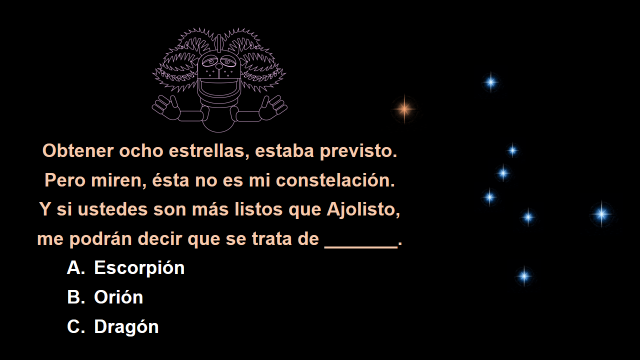 Obtener ocho estrellas, estaba previsto.
Pero miren, ésta no es mi constelación.
Y si ustedes son más listos que Ajolisto,
me podrán decir que se trata de _______.
A. Escorpión
B. Orión
C. Dragón